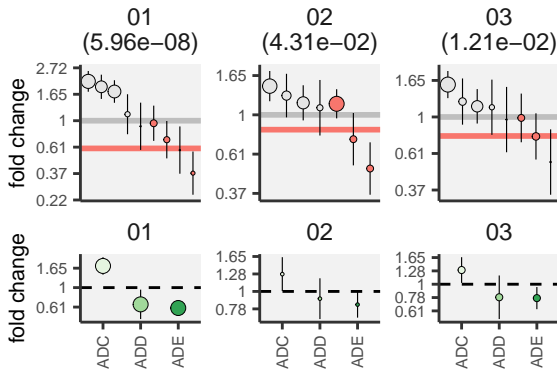 01
(5.96e−08)
02
(4.31e−02)
03
(1.21e−02)
fold change
2.72
1.65
1
0.61
0.37
0.22
1.65
1
0.61
0.37
1.65
1
0.61
0.37
01
02
03
fold change
1.65
1
0.61
1.65
1.28
1
0.78
1.65
1.28
1
0.78
0.61
ADC
ADD
ADE
ADC
ADD
ADE
ADC
ADD
ADE